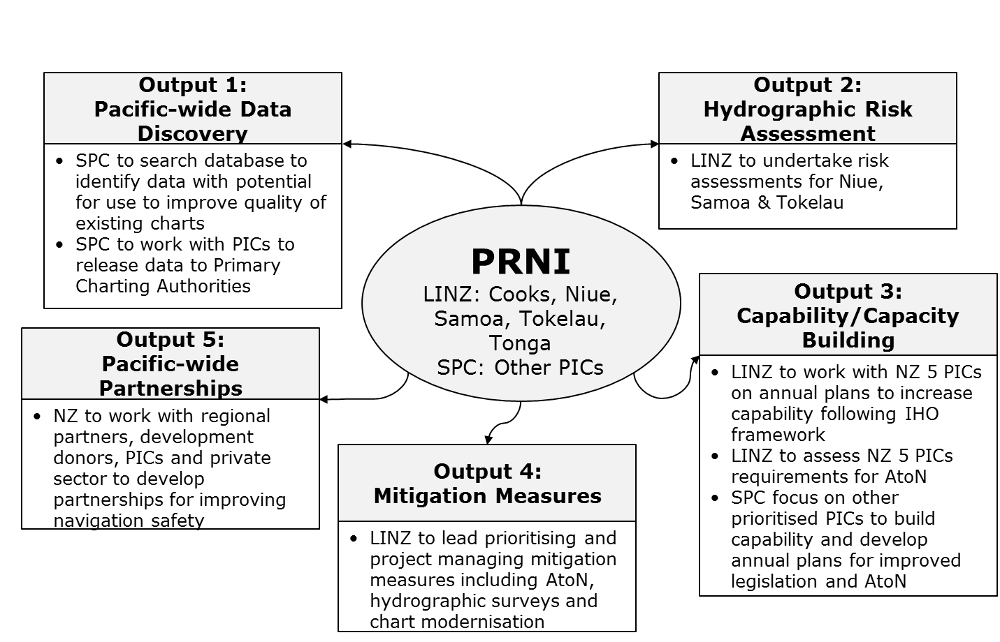 Output 1:
Pacific-wide Data
Discovery
• SPC to search database to
identify data with potential
for use to improve quality of
existing charts
• SPC to work with PICs to
release data to Primary
Charting Authorities
Output 2:
Hydrographic Risk
Assessment
• LINZ to undertake risk
assessments for Niue,
Samoa & Tokelau
PRNI
LINZ: Cooks, Niue,
Samoa, Tokelau,
Tonga
SPC: Other PICs
Output 3:
Capability/Capacity
Building
• LINZ to work with NZ 5 PICs
on annual plans to increase
capability following IHO
framework
• LINZ to assess NZ 5 PICs
requirements for AtoN
• SPC focus on other
prioritised PICs to build
capability and develop
annual plans for improved
legislation and AtoN
Output 5:
Pacific-wide
Partnerships
• NZ to work with regional
partners, development
donors, PICs and private
sector to develop
partnerships for improving
navigation safety
Output 4:
Mitigation Measures
• LINZ to lead prioritising and
project managing mitigation
measures including AtoN,
hydrographic surveys and
chart modernisation